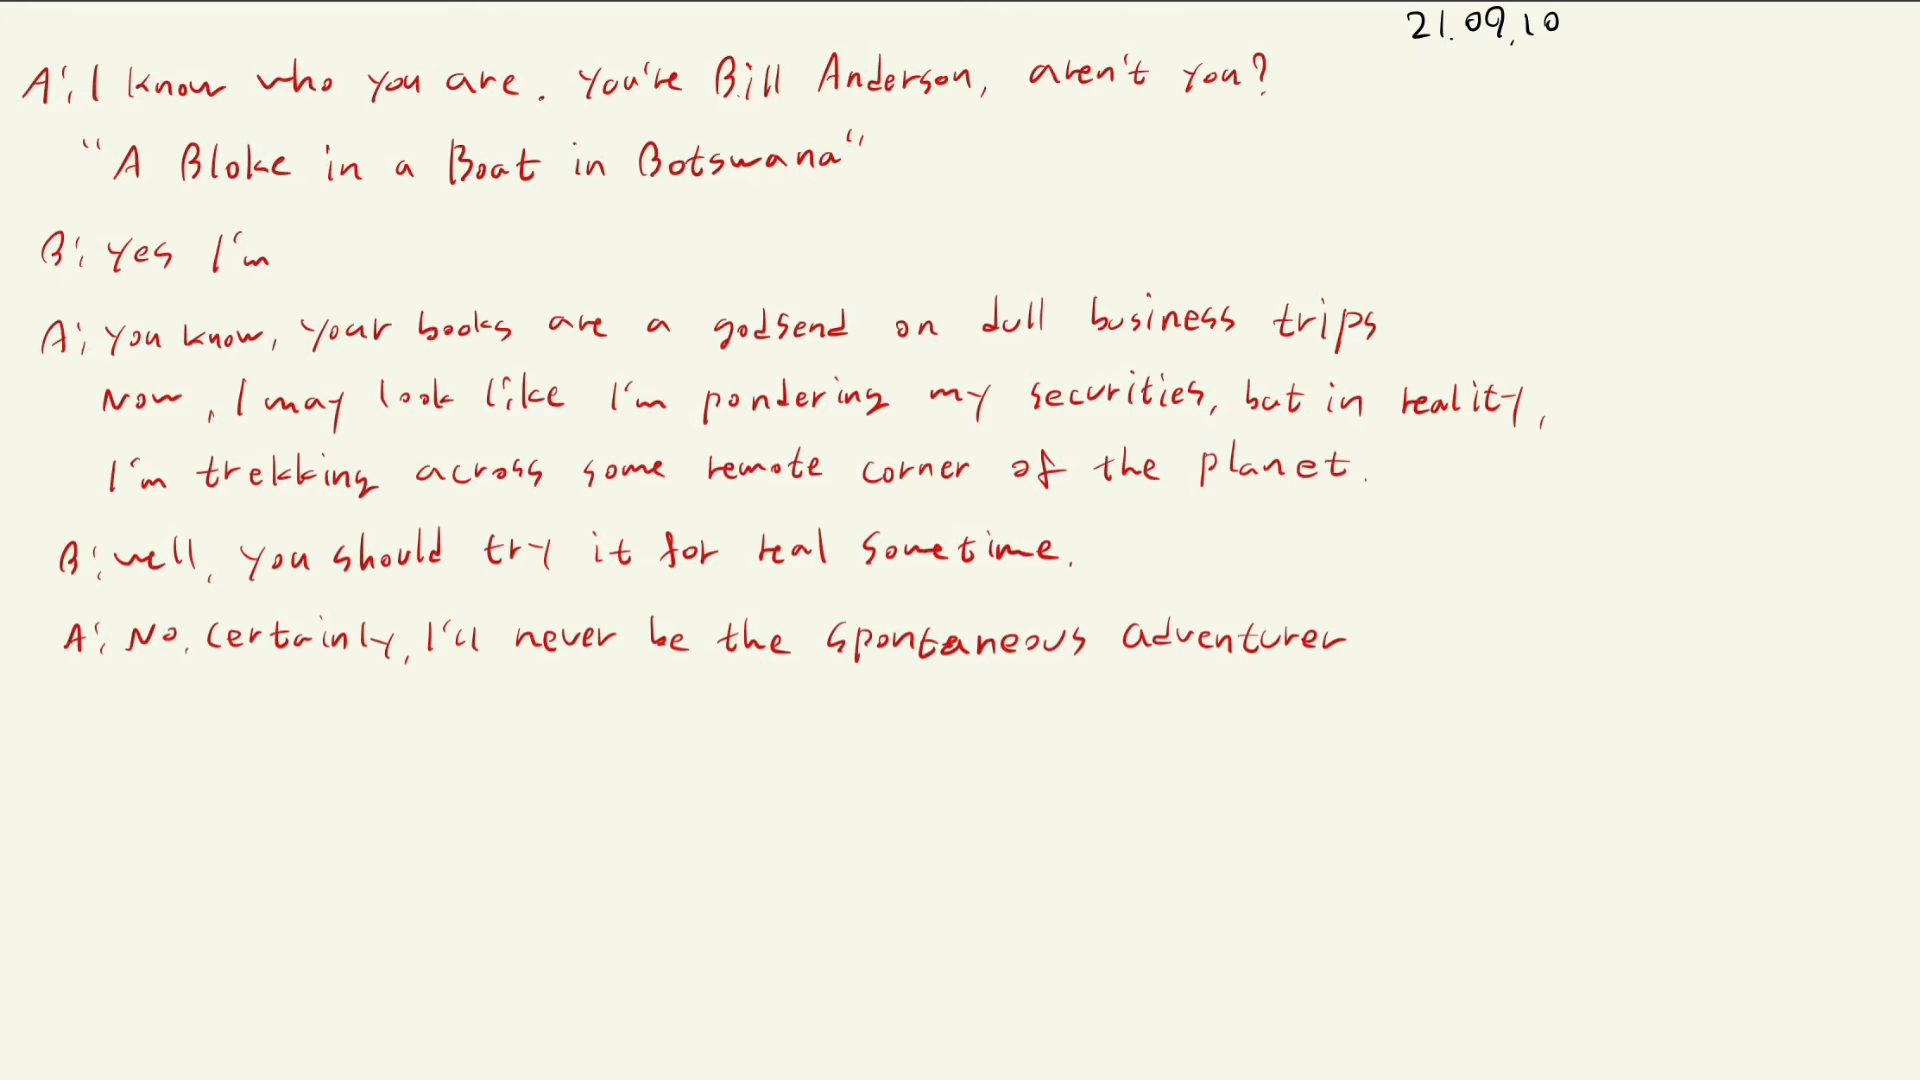 21.09.10
A: I know who you are. You're Bill Anderson, aren't you?
"A Bloke in a Boat in Botswana"
B: Yes I'm
A: You know, your books are a godsend on dull business trips
Now, I may look like I'm pondering my securities, but in reality,
I'm trekking across some remote corner of the planet.
B: well, you should try it for real sometime.
A: No, certainly, I'll never be the spontaneous adventurer